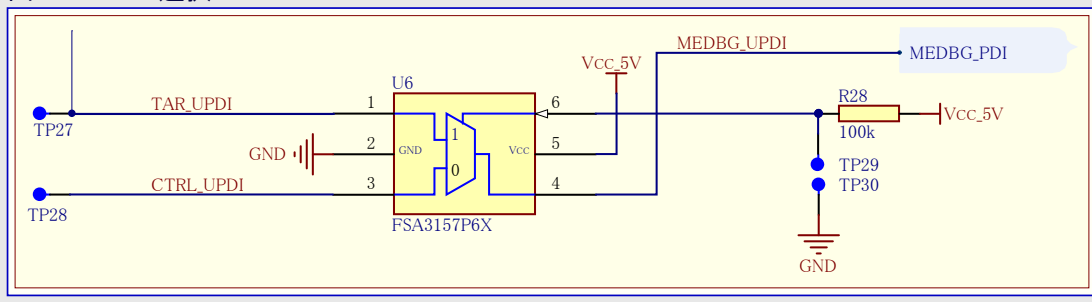 MEDBG_UPDI
MEDBG_PDI
VCC_5V
U6
R28
TAR_UPDI
1
6
VCC_5V
TP27
100k
1
GND
2
GND
VCC
5
TP29
0
CTRL_UPDI
3
4
TP30
TP28
FSA3157P6X
GND